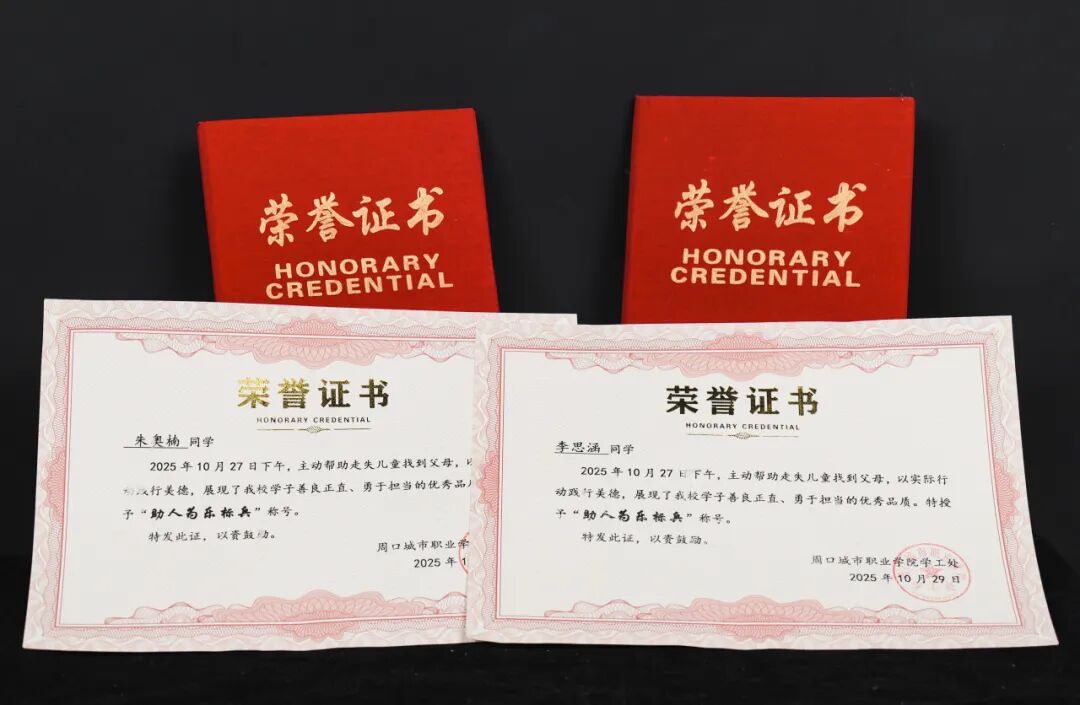 荣誉证书
HONORARY
CREDENTIAL
荣誉证书
HONORARY
CREDENTIAL
荣誉证书
HONORARY CREDENTIAL
朱奥楠 同学
2025 年 10 月 27 日下午，主动帮助走失儿童找到父母，以
动践行美德，展现了我校学子善良正直、勇于担当的优秀品质
予“助人为乐标兵”称号。
特发此证，以资鼓励。
周口城市职业学
2025 年 1
荣誉证书
HONORARY CREDENTIAL
李思涵 同学
2025 年 10 月 27 日下午，主动帮助走失儿童找到父母，以实际行
动践行美德，展现了我校学子善良正直、勇于担当的优秀品质。特授
予“助人为乐标兵”称号。
特发此证，以资鼓励。
周口城市职业学院学工处
2025 年 10 月 29 日